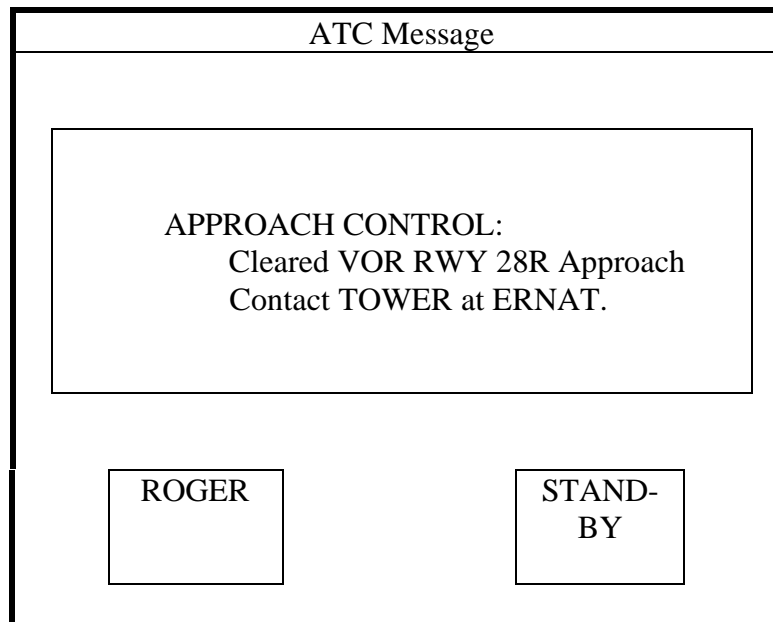 ATC Message
APPROACH CONTROL:
Cleared VOR RWY 28R Approach
Contact TOWER at ERNAT.
ROGER
STAND-
BY